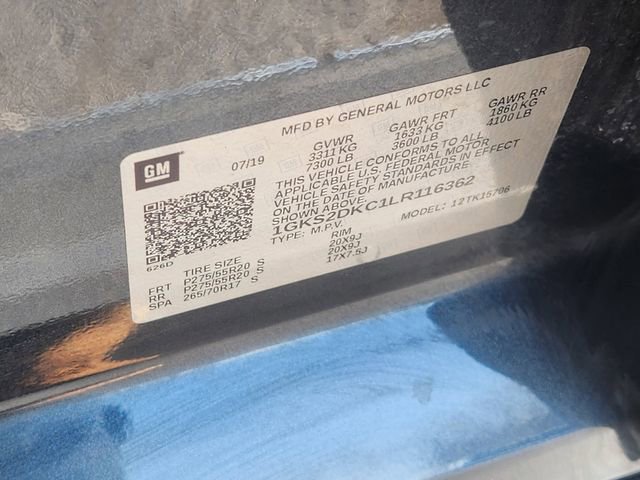 MFD BY GENERAL MOTORS LLC
GM
07/19
GVWR GAWR FRT GAWR RR
3311 KG 1633 KG 1860 KG
7300 LB 3600 LB 4100 LB
THIS VEHICLE CONFORMS TO ALL
APPLICABLE U.S. FEDERAL MOTOR
VEHICLE SAFETY STANDARDS IN EFFECT
ON THE DATE OF MANUFACTURE
SHOWN ABOVE.
1GKS2DKC1LR116362
TYPE: M.P.V. MODEL: 12TK15706
626D
TIRE SIZE RIM
FRT P275/55R20 S 20X9J
RR P275/55R20 S 20X9J
SPA 265/70R17 S 17X7.5J